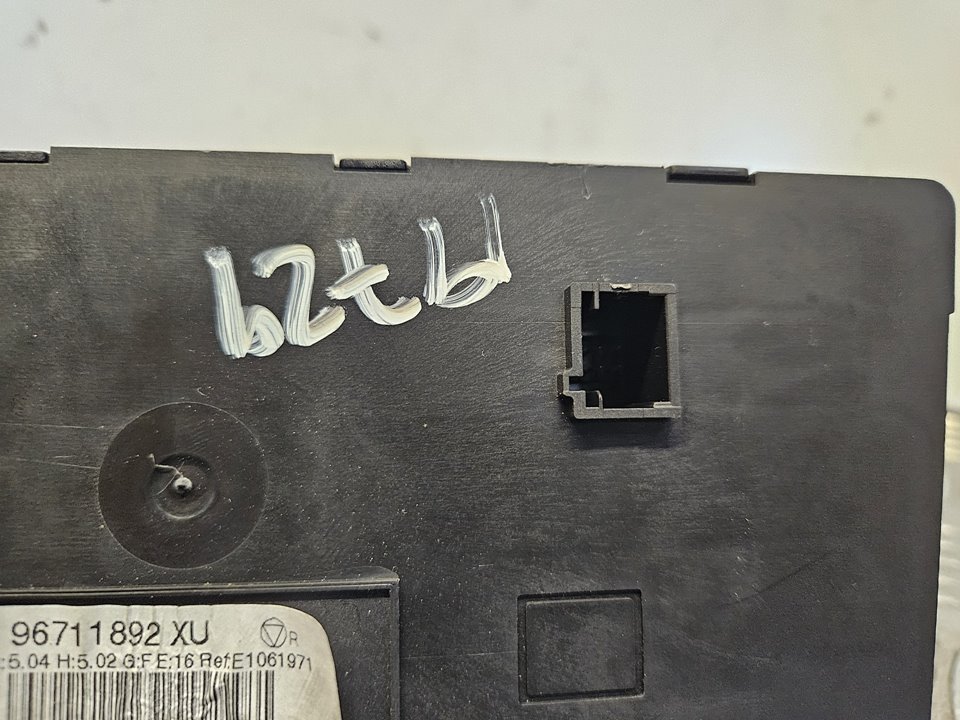 96711892 XU
R
5.04 H:5.02 G:F E:16 Ref:E1061971